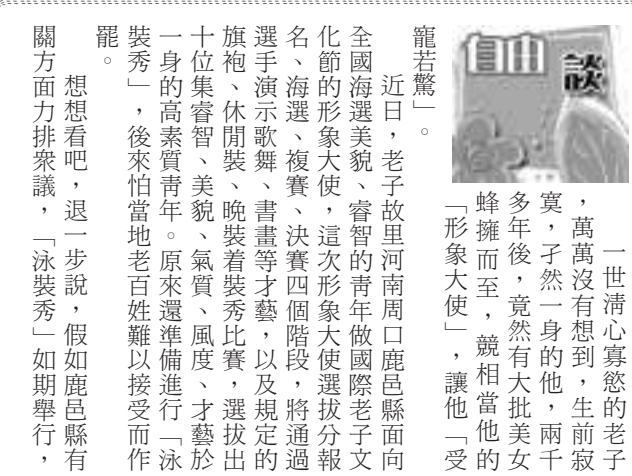 自由
談
一世清心寡慾的老子
，萬萬沒有想到，生前寂
寞，孑然一身的他，兩千
多年後，竟然有大批美女
蜂擁而至，競相當他的
「形象大使」，讓他「受
寵若驚」。
近日，老子故里河南周口鹿邑縣面向
全國海選美貌、睿智的靑年做國際老子文
化節的形象大使，這次形象大使選拔分報
名、海選、複賽、決賽四個階段，將通過
選手演示歌舞、書畫等才藝，以及規定的
旗袍、休閒裝、晚裝着裝秀比賽，選拔出
十位集睿智、美貌、氣質、風度、才藝於
一身的高素質靑年。原來還準備進行「泳
裝秀」，後來怕當地老百姓難以接受而作
罷。
想想看吧，退一步說，假如鹿邑縣有
關方面力排衆議，「泳裝秀」如期舉行，